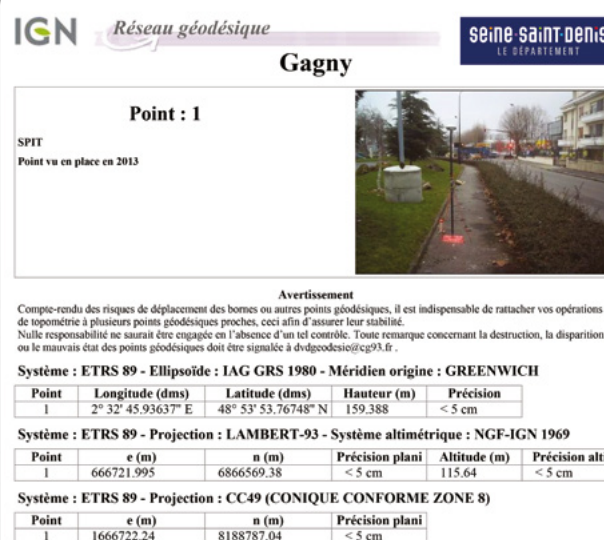 IGN Réseau géodésique
seine-saint-denis
LE DÉPARTEMENT
Gagny
Point : 1
SPIT
Point vu en place en 2013
Avertissement
Compte-rendu des risques de déplacement des bornes ou autres points géodésiques, il est indispensable de rattacher vos opérations
de topométrie à plusieurs points géodésiques proches, ceci afin d'assurer leur stabilité.
Nulle responsabilité ne saurait être engagée en l'absence d'un tel contrôle. Toute remarque concernant la destruction, la disparition
ou le mauvais état des points géodésiques doit être signalée à dvdgeodesie@cg93.fr .
Système : ETRS 89 - Ellipsoïde : IAG GRS 1980 - Méridien origine : GREENWICH
Point Longitude (dms) Latitude (dms) Hauteur (m) Précision
1 2° 32' 45.93637" E 48° 53' 53.76748" N 159.388 < 5 cm
Système : ETRS 89 - Projection : LAMBERT-93 - Système altimétrique : NGF-IGN 1969
Point e (m) n (m) Précision plani Altitude (m) Précision alti
1 666721.995 6866569.38 < 5 cm 115.64 < 5 cm
Système : ETRS 89 - Projection : CC49 (CONIQUE CONFORME ZONE 8)
Point e (m) n (m) Précision plani
1 1666722.24 8188787.04 < 5 cm